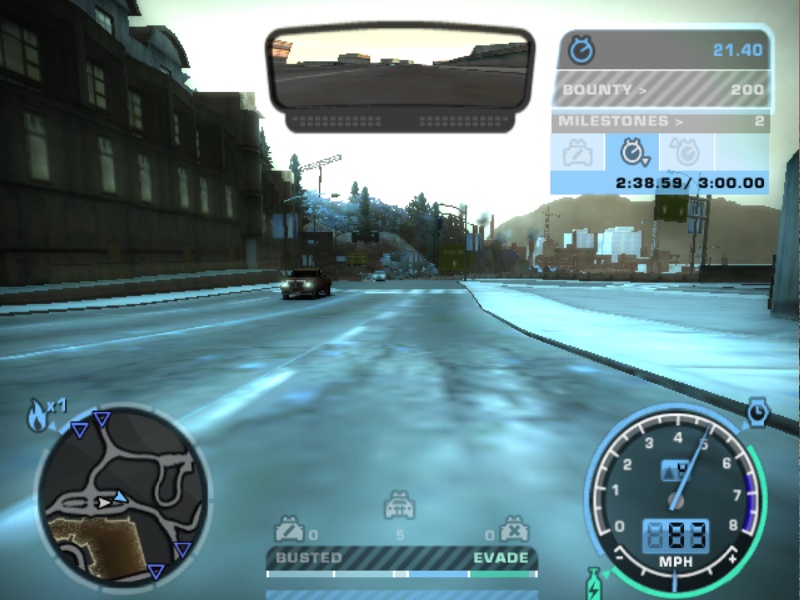 21.40
BOUNTY > 200
MILESTONES > 2
2:38.59/ 3:00.00
x1
0 1 2 3 4 5 6 7 8
4
83
MPH
0 5 0
BUSTED EVADE